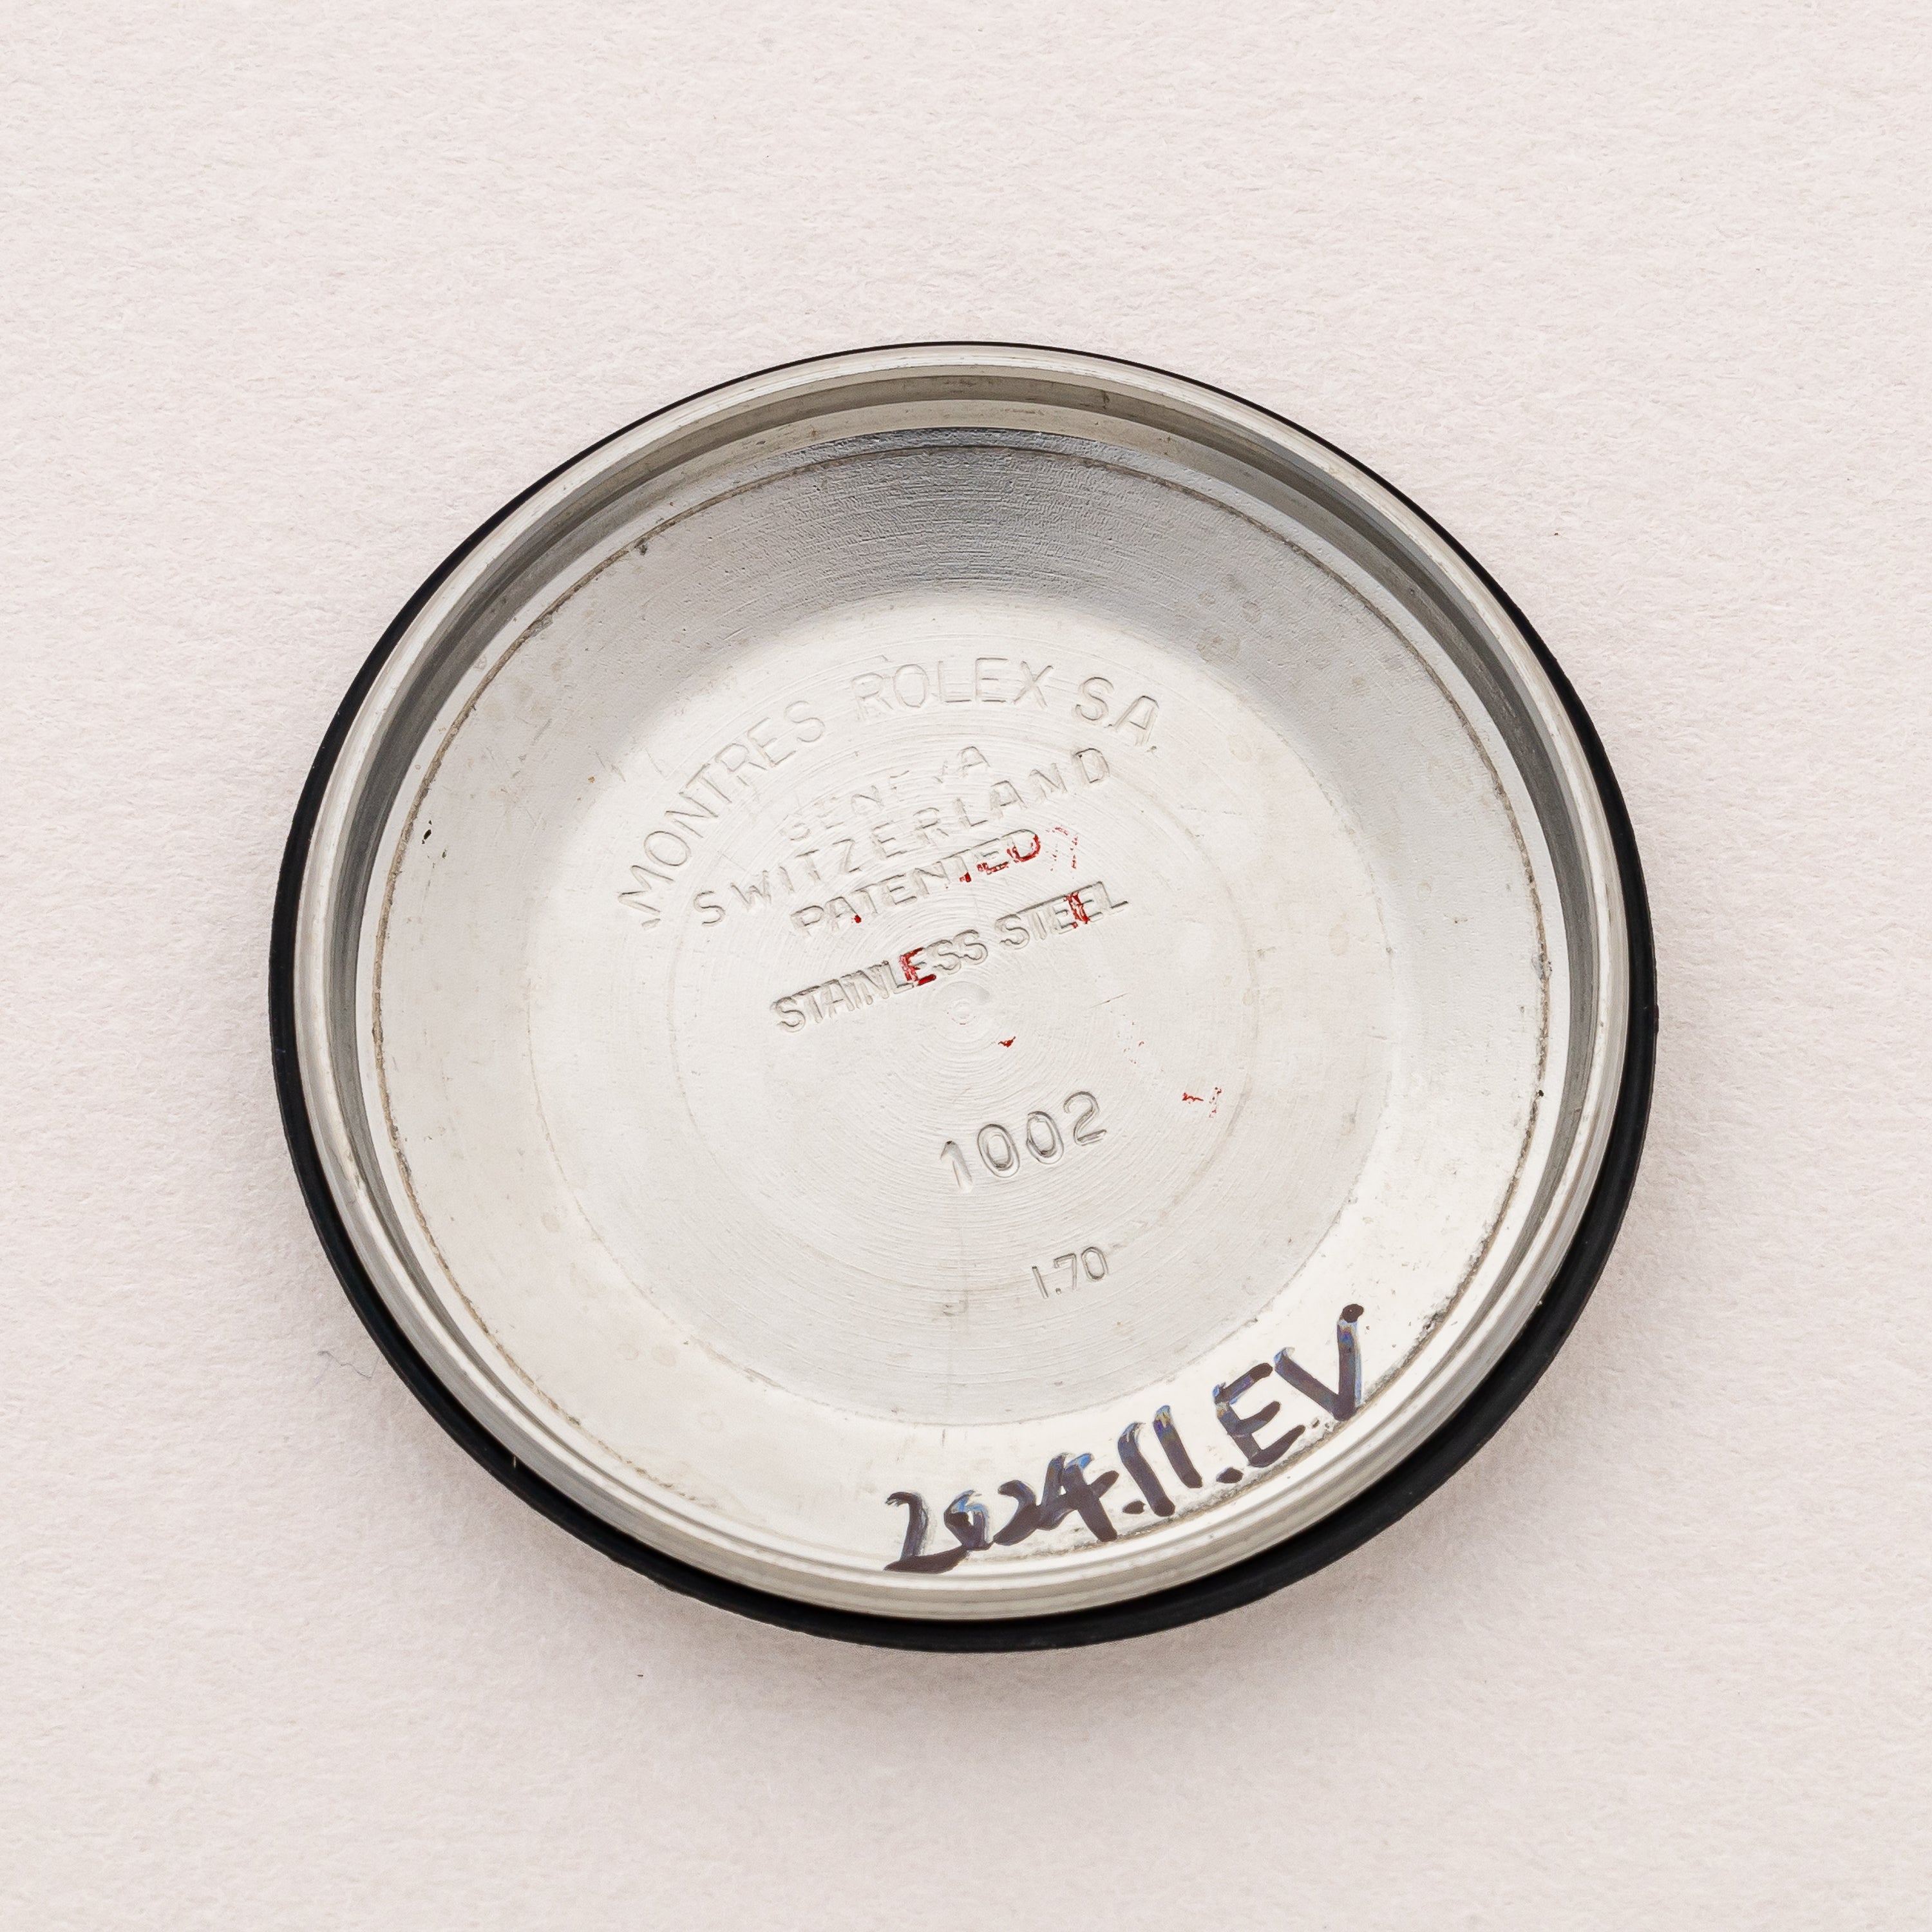 MONTRES ROLEX S.A.
GENEVA
SWITZERLAND
PATENTED
STAINLESS STEEL
1002
I.70
2024.11.EV